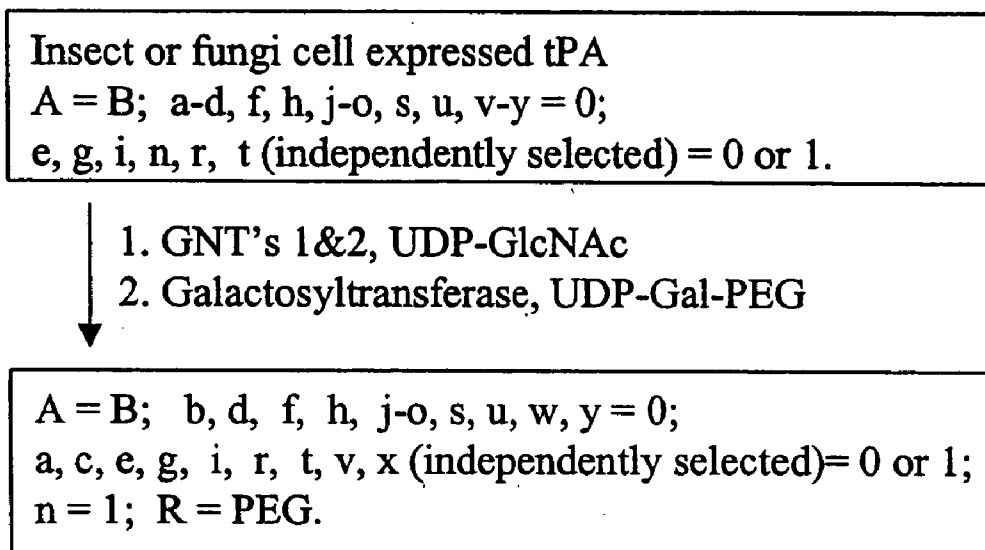 Insect or fungi cell expressed tPA
A = B; a-d, f, h, j-o, s, u, v-y = 0;
e, g, i, n, r, t (independently selected) = 0 or 1.
1. GNT's 1&2, UDP-GlcNAc
2. Galactosyltransferase, UDP-Gal-PEG
A = B; b, d, f, h, j-o, s, u, w, y = 0;
a, c, e, g, i, r, t, v, x (independently selected)= 0 or 1;
n = 1; R = PEG.